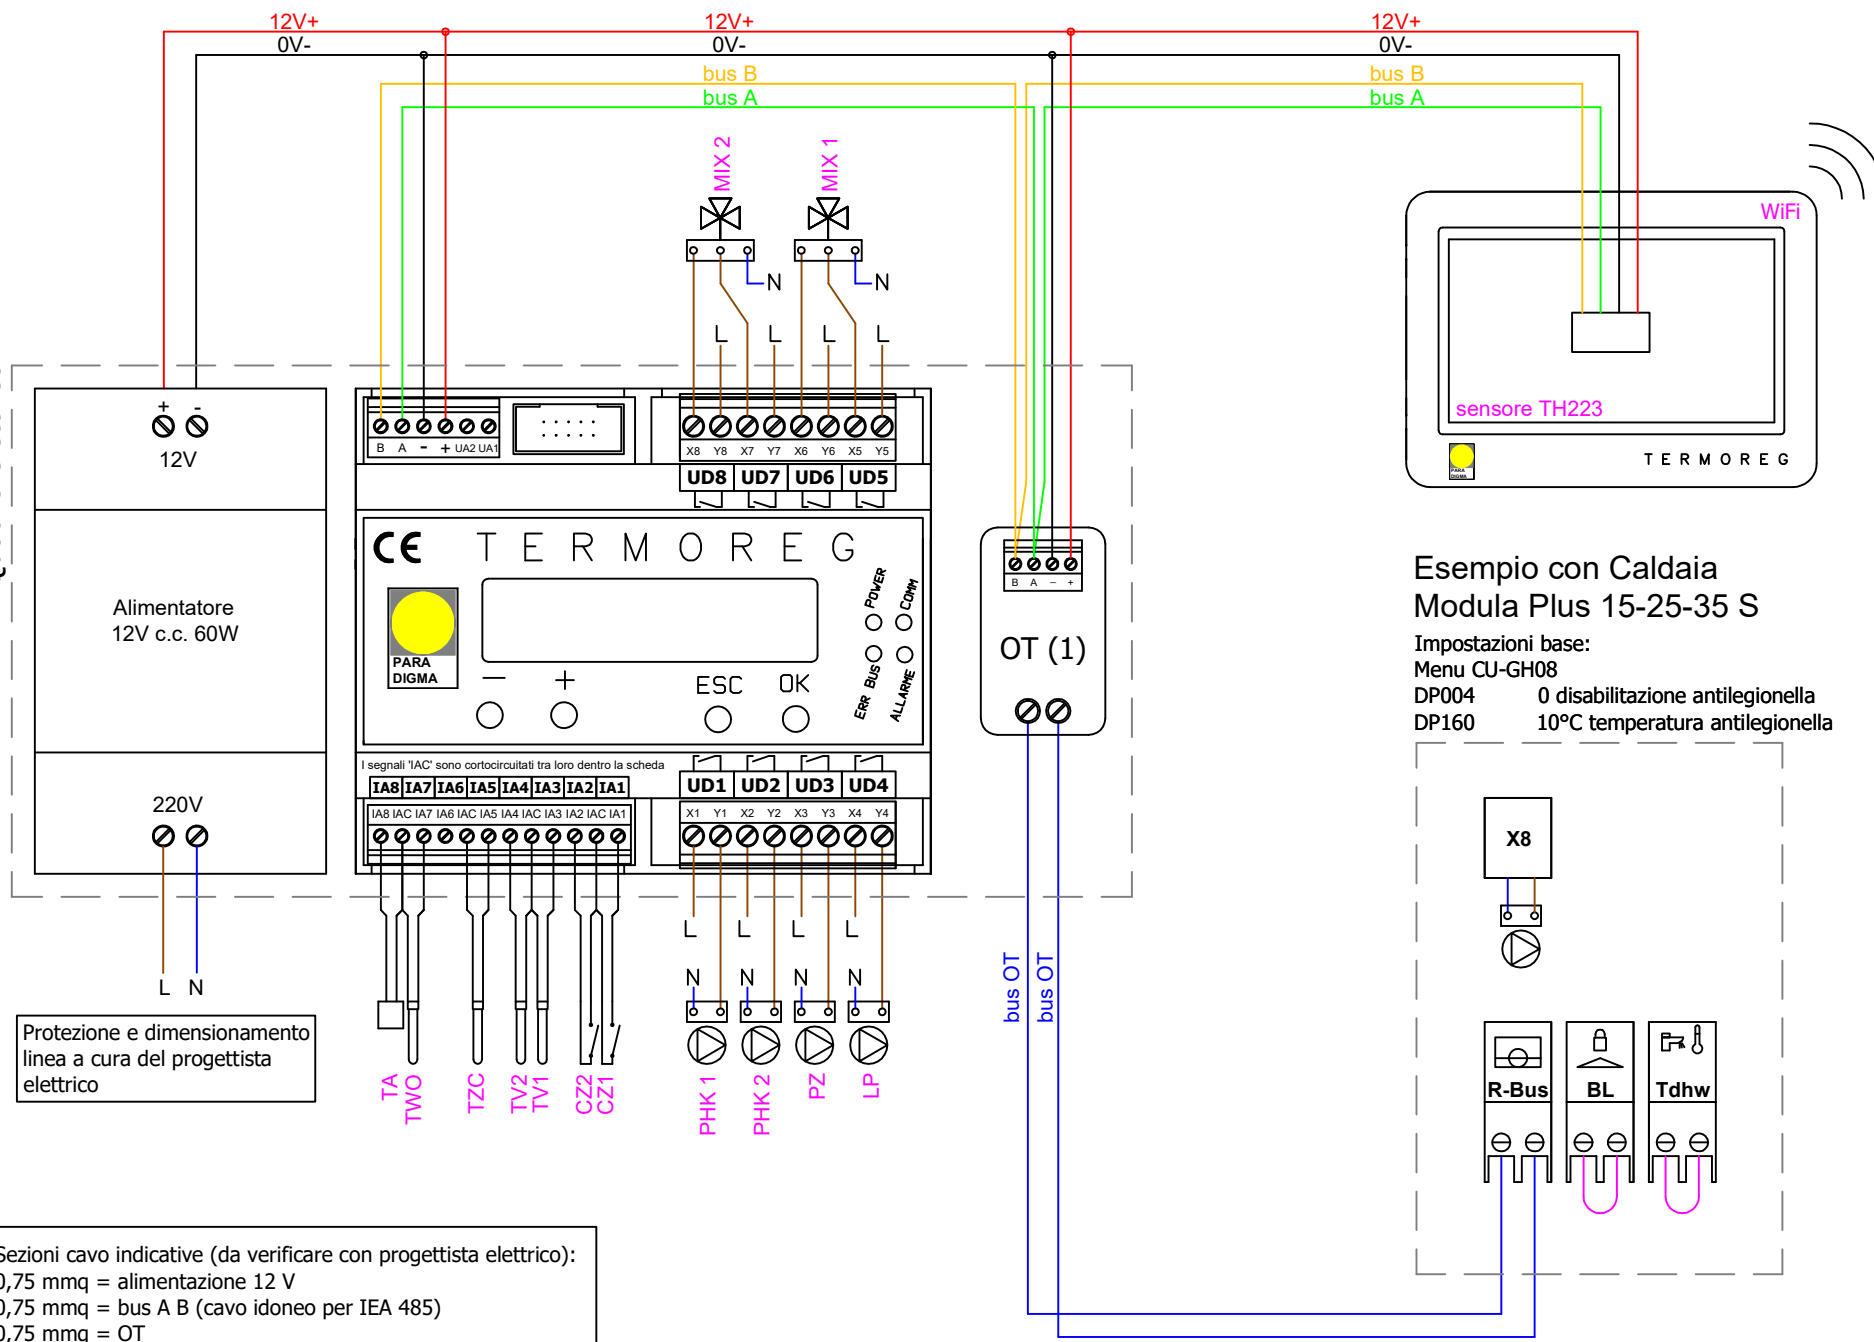 12V+ 12V+ 12V+
0V- 0V- 0V-
bus B bus B
bus A bus A
MIX 2 MIX 1
WiFi
N N
L L L L
sensore TH223
TERMOREG
PARA
DIGMA
+ -
12V
B A - + UA2 UA1
X8 Y8 X7 Y7 X6 Y6 X5 Y5
UD8 UD7 UD6 UD5
CE TERMOREG
POWER COMM
ERR Bus ALLARME
PARA
DIGMA
- +
ESC OK
Alimentatore
12V c.c. 60W
B A - +
OT (1)
Esempio con Caldaia
Modula Plus 15-25-35 S
Impostazioni base:
Menu CU-GH08
DP004 0 disabilitazione antilegionella
DP160 10°C temperatura antilegionella
I segnali 'IAC' sono cortocircuitati tra loro dentro la scheda
IA8 IA7 IA6 IA5 IA4 IA3 IA2 IA1
IA8 IAC IA7 IA6 IAC IA5 IA4 IAC IA3 IA2 IAC IA1
UD1 UD2 UD3 UD4
X1 Y1 X2 Y2 X3 Y3 X4 Y4
220V
X8
L N
L L L L
N N N N
bus OT bus OT
Protezione e dimensionamento
linea a cura del progettista
elettrico
TA TWO TZC TV2 TV1 CZ2 CZ1
PHK 1 PHK 2 PZ LP
R-Bus BL Tdhw
Sezioni cavo indicative (da verificare con progettista elettrico):
0,75 mmq = alimentazione 12 V
0,75 mmq = bus A B (cavo idoneo per IEA 485)
0,75 mmq = OT